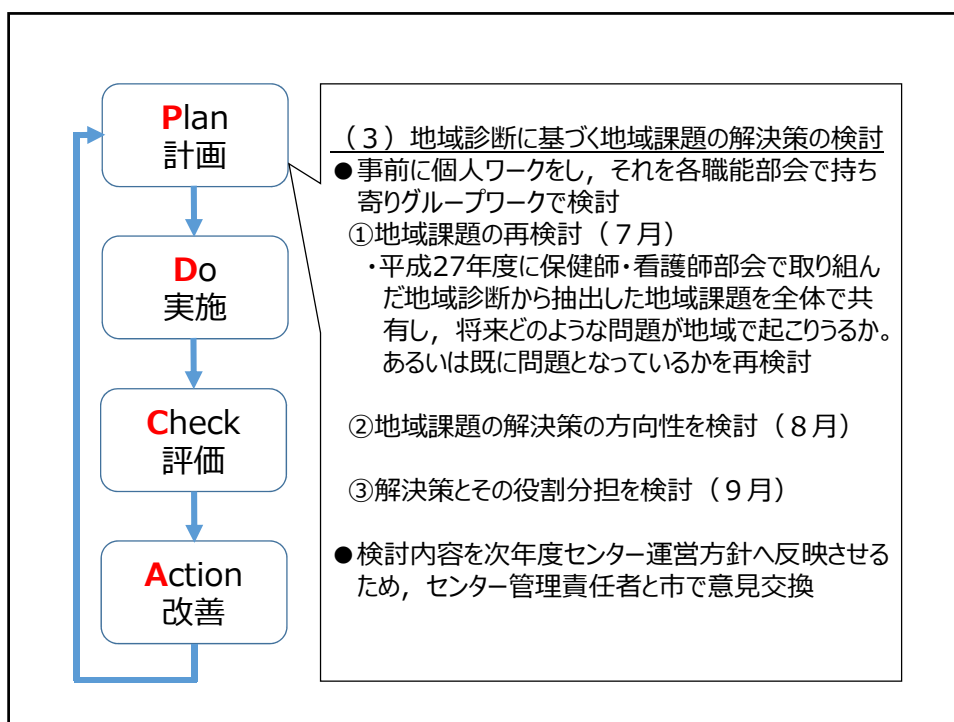 Plan
計画
Do
実施
Check
評価
Action
改善
（３）地域診断に基づく地域課題の解決策の検討
●事前に個人ワークをし，それを各職能部会で持ち
寄りグループワークで検討
①地域課題の再検討（７月）
・平成27年度に保健師・看護師部会で取り組ん
だ地域診断から抽出した地域課題を全体で共
有し，将来どのような問題が地域で起こりうるか。
あるいは既に問題となっているかを再検討
②地域課題の解決策の方向性を検討（８月）
③解決策とその役割分担を検討（９月）
●検討内容を次年度センター運営方針へ反映させる
ため，センター管理責任者と市で意見交換